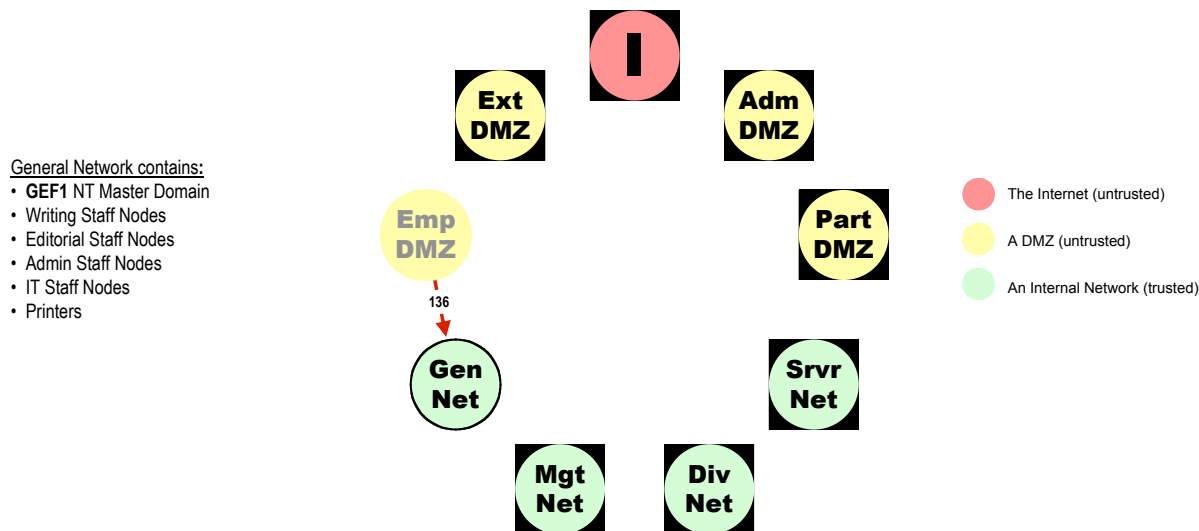 I
Ext
DMZ
Adm
DMZ
General Network contains:
• GEF1 NT Master Domain
• Writing Staff Nodes
• Editorial Staff Nodes
• Admin Staff Nodes
• IT Staff Nodes
• Printers
Emp
DMZ
Part
DMZ
The Internet (untrusted)
A DMZ (untrusted)
An Internal Network (trusted)
136
Gen
Net
Srvr
Net
Mgt
Net
Div
Net